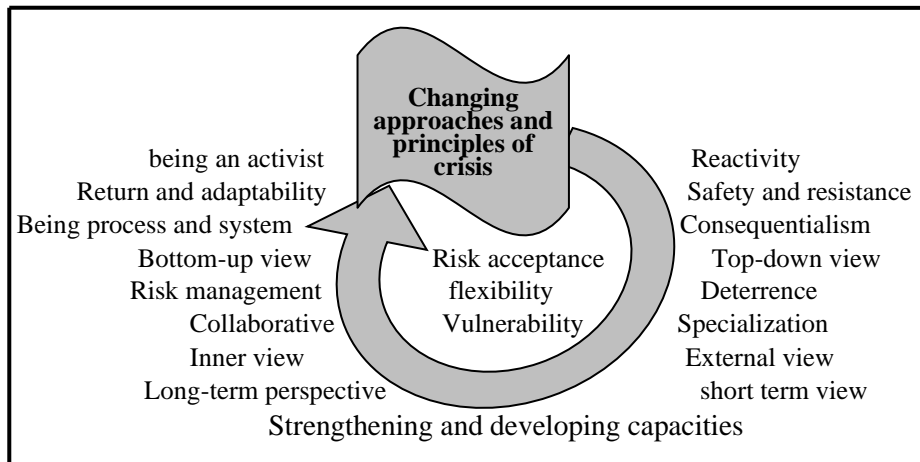 Changing
approaches and
principles of
crisis
being an activist
Return and adaptability
Being process and system
Bottom-up view
Risk management
Collaborative
Inner view
Long-term perspective
Risk acceptance
flexibility
Vulnerability
Reactivity
Safety and resistance
Consequentialism
Top-down view
Deterrence
Specialization
External view
short term view
Strengthening and developing capacities